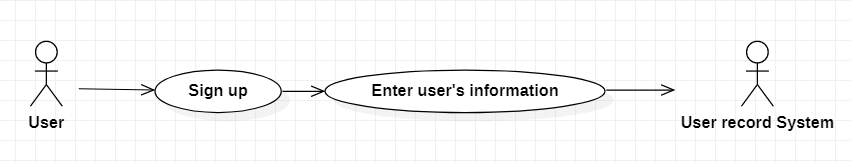 Sign up
Enter user's information
User
User record System